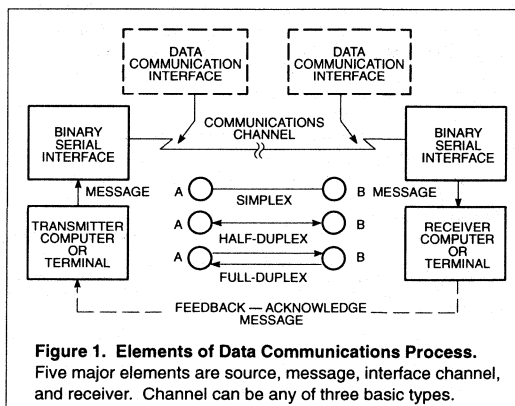 DATA
COMMUNICATION
INTERFACE
DATA
COMMUNICATION
INTERFACE
BINARY
SERIAL
INTERFACE
COMMUNICATIONS
CHANNEL
BINARY
SERIAL
INTERFACE
MESSAGE
A
SIMPLEX
B
MESSAGE
TRANSMITTER
COMPUTER
OR
TERMINAL
A
HALF-DUPLEX
B
A
FULL-DUPLEX
B
RECEIVER
COMPUTER
OR
TERMINAL
FEEDBACK — ACKNOWLEDGE
MESSAGE
Figure 1. Elements of Data Communications Process.
Five major elements are source, message, interface channel,
and receiver. Channel can be any of three basic types.